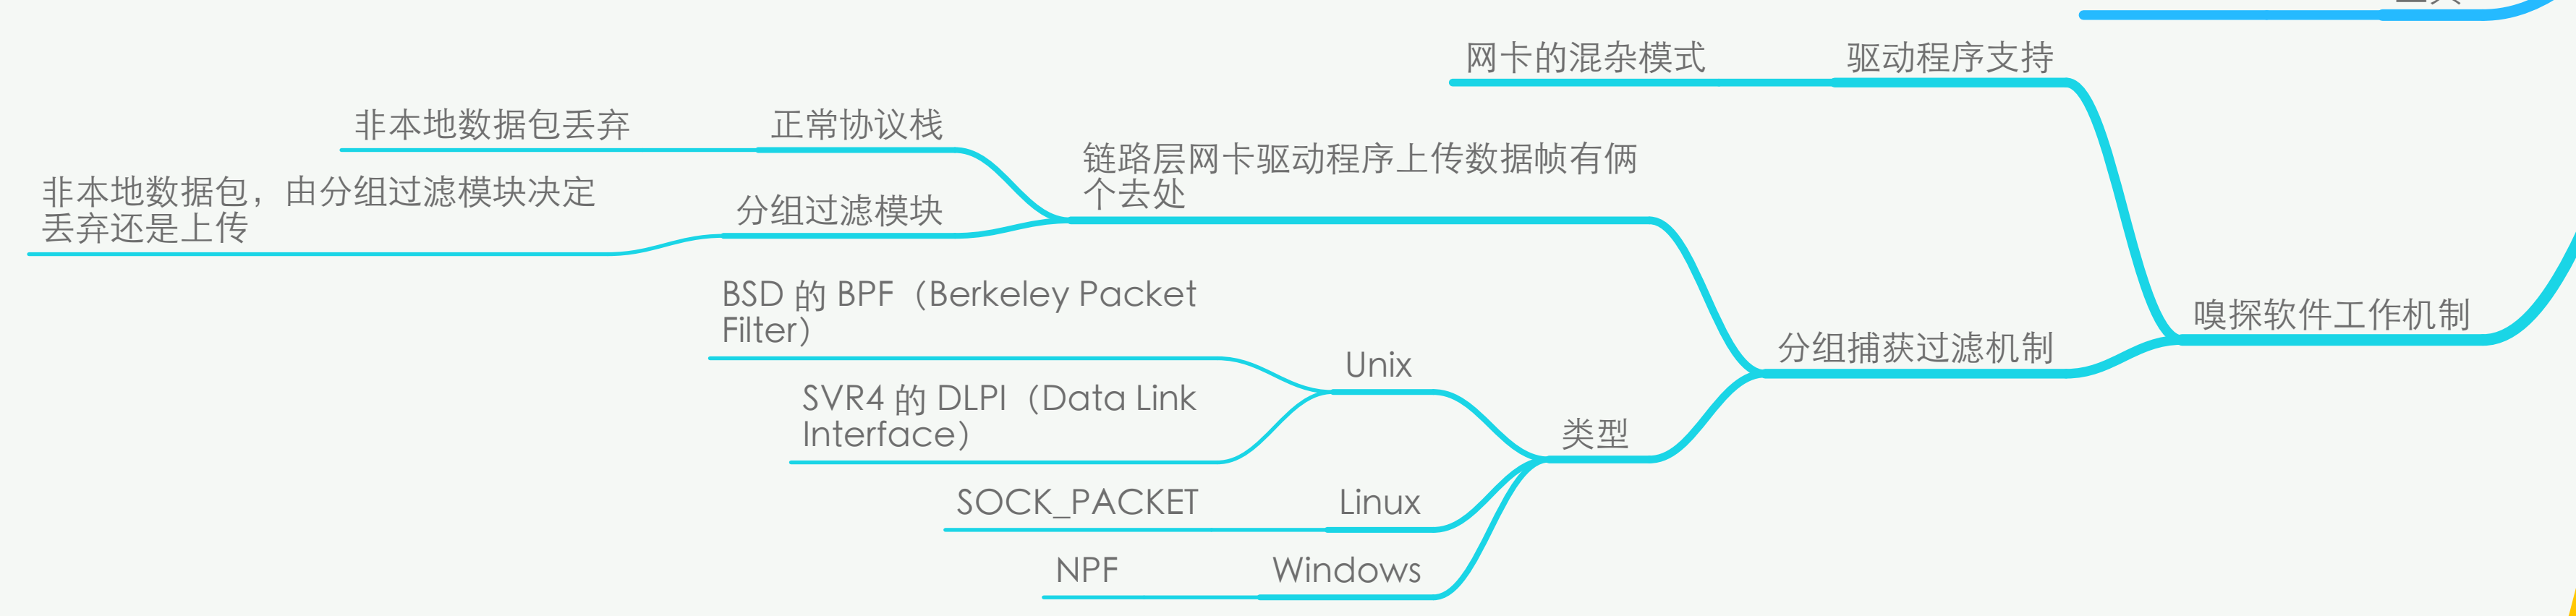 网卡的混杂模式
驱动程序支持
非本地数据包丢弃
正常协议栈
链路层网卡驱动程序上传数据帧有俩
个去处
非本地数据包，由分组过滤模块决定
丢弃还是上传
分组过滤模块
BSD 的 BPF（Berkeley Packet
Filter）
Unix
嗅探软件工作机制
分组捕获过滤机制
SVR4 的 DLPI（Data Link
Interface）
类型
SOCK_PACKET
Linux
NPF
Windows